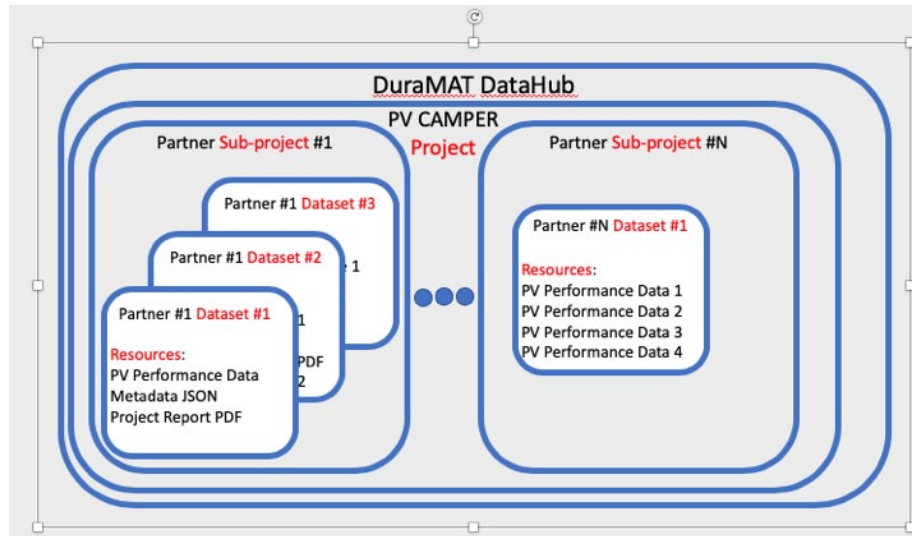 DuraMAT DataHub
PV CAMPER
Project
Partner Sub-project #1
Partner #1 Dataset #3
1
Partner #1 Dataset #2
1
PDF
2
Partner #1 Dataset #1
Resources:
PV Performance Data
Metadata JSON
Project Report PDF
Partner Sub-project #N
Partner #N Dataset #1
Resources:
PV Performance Data 1
PV Performance Data 2
PV Performance Data 3
PV Performance Data 4